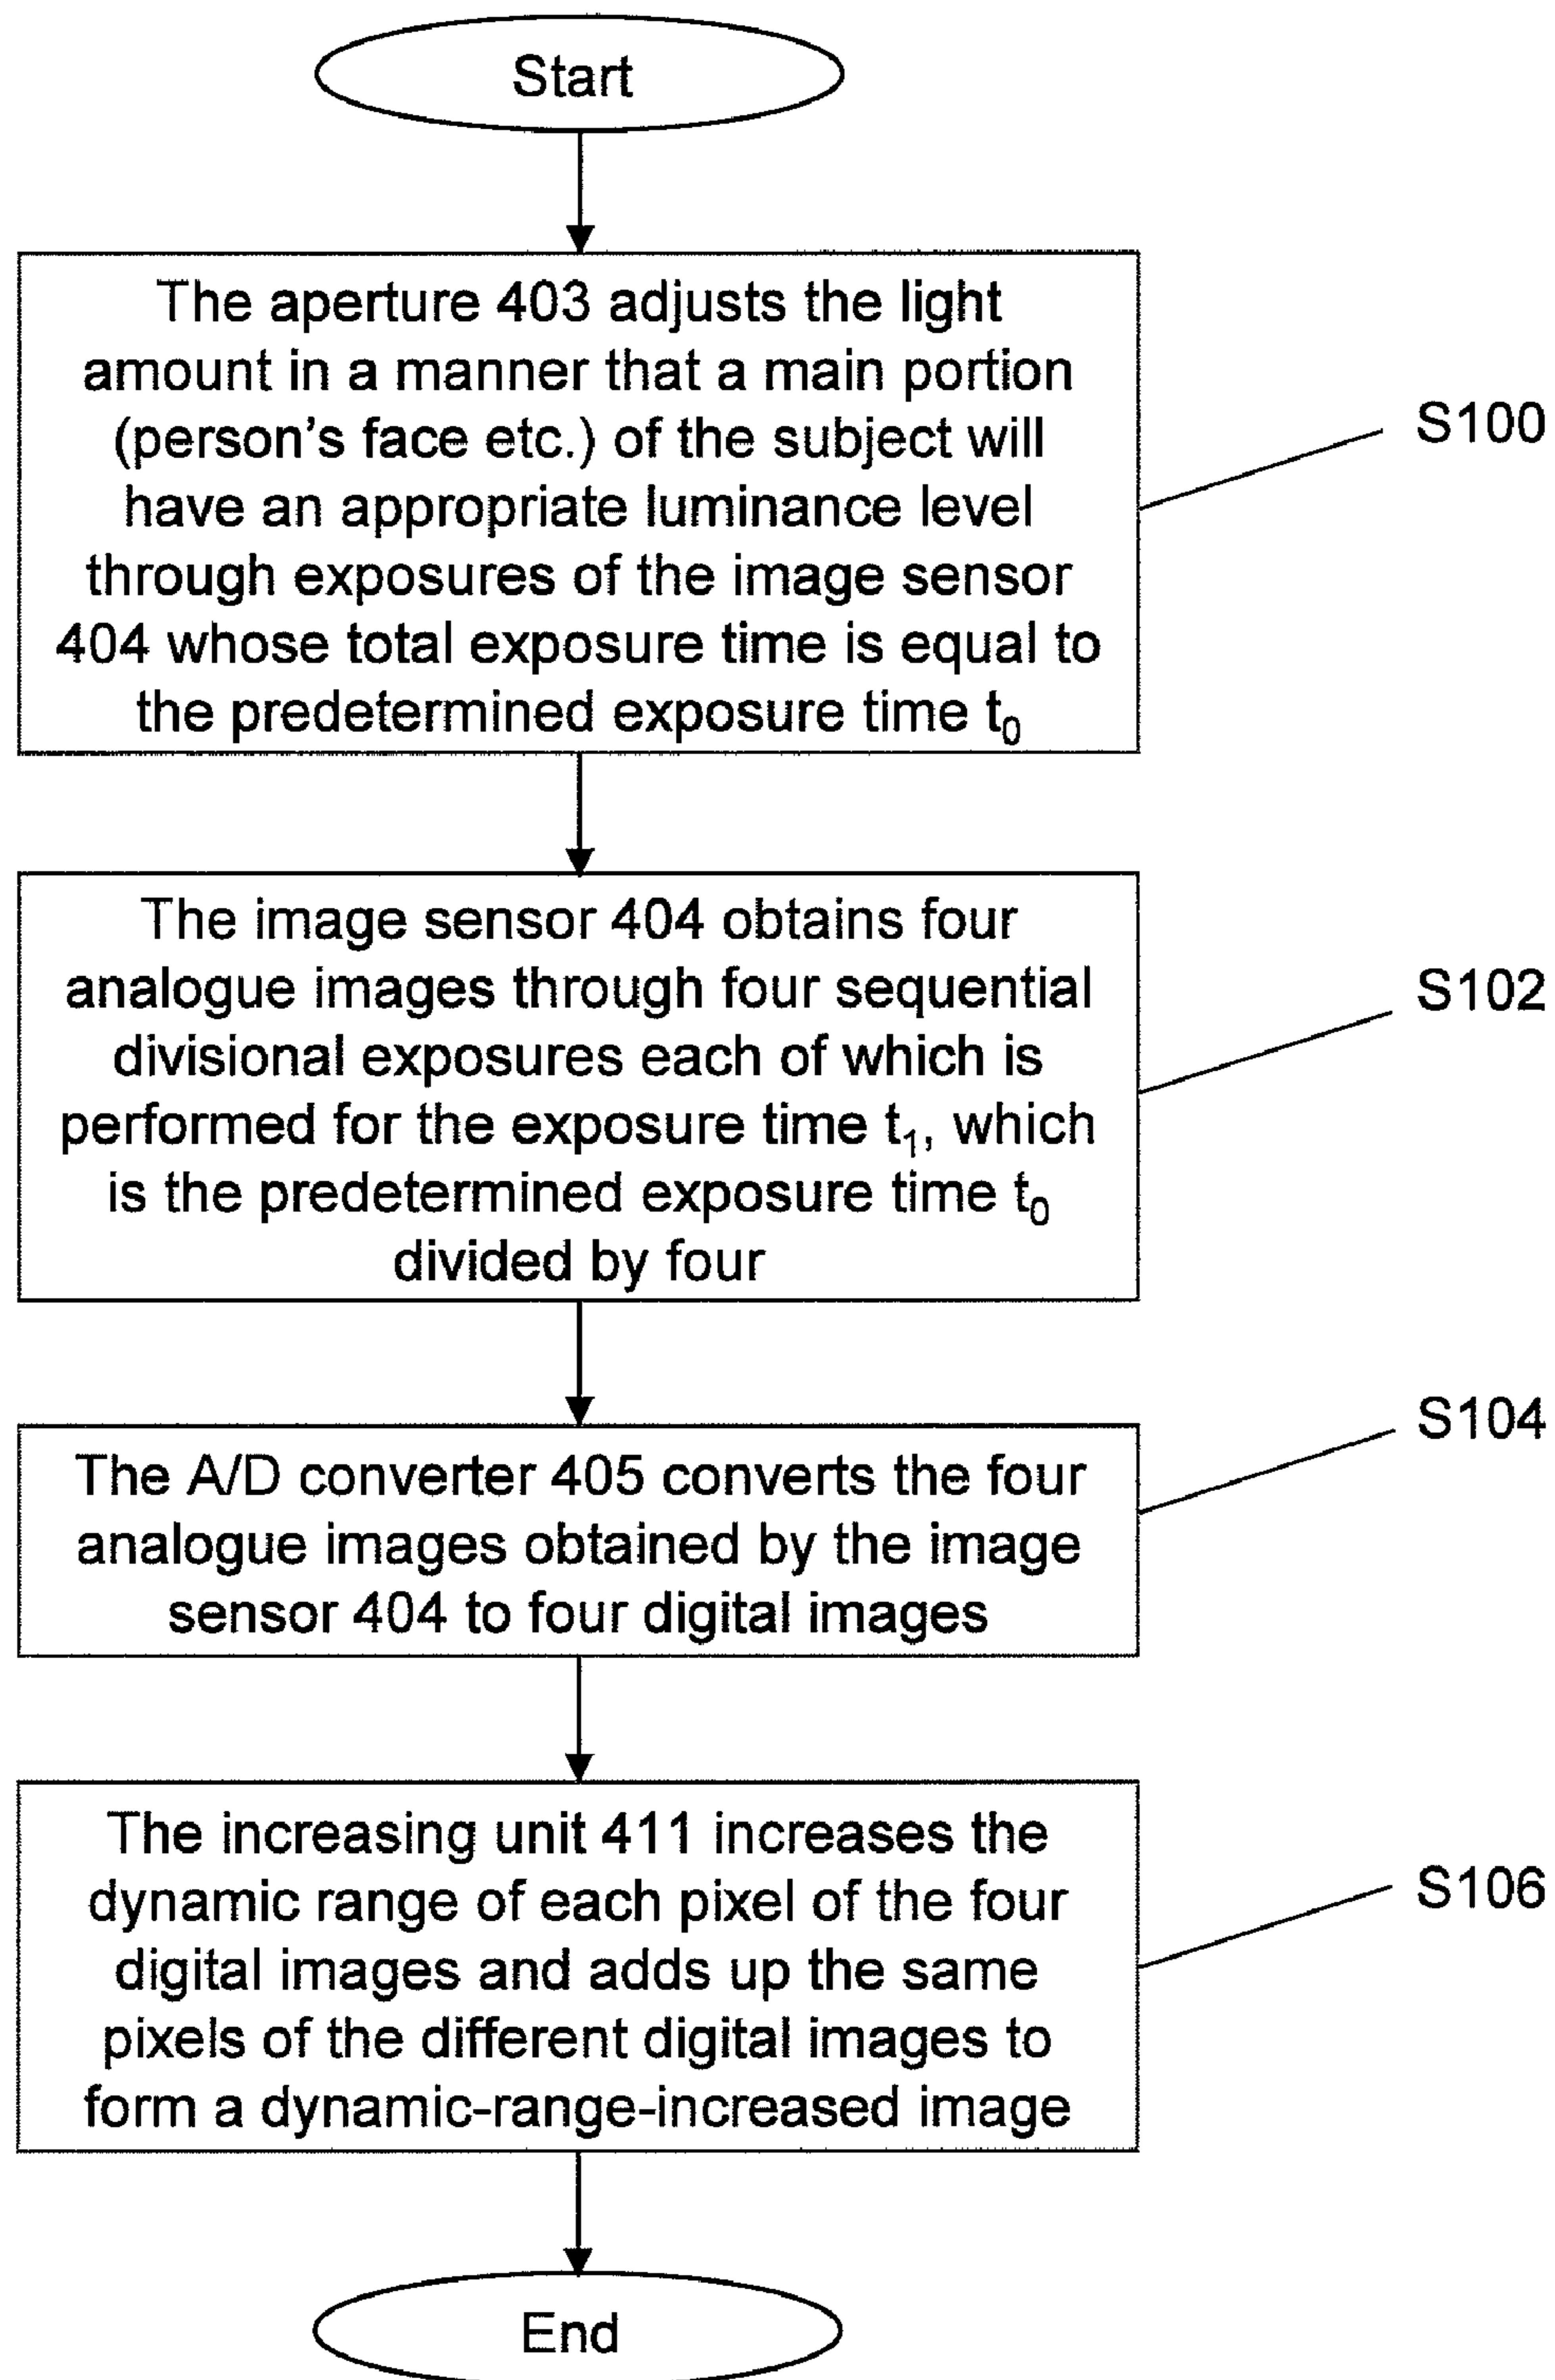 Start
The aperture 403 adjusts the light
amount in a manner that a main portion
(person's face etc.) of the subject will
have an appropriate luminance level
through exposures of the image sensor
404 whose total exposure time is equal to
the predetermined exposure time t₀
S100
The image sensor 404 obtains four
analogue images through four sequential
divisional exposures each of which is
performed for the exposure time t₁, which
is the predetermined exposure time t₀
divided by four
S102
The A/D converter 405 converts the four
analogue images obtained by the image
sensor 404 to four digital images
S104
The increasing unit 411 increases the
dynamic range of each pixel of the four
digital images and adds up the same
pixels of the different digital images to
form a dynamic-range-increased image
S106
End